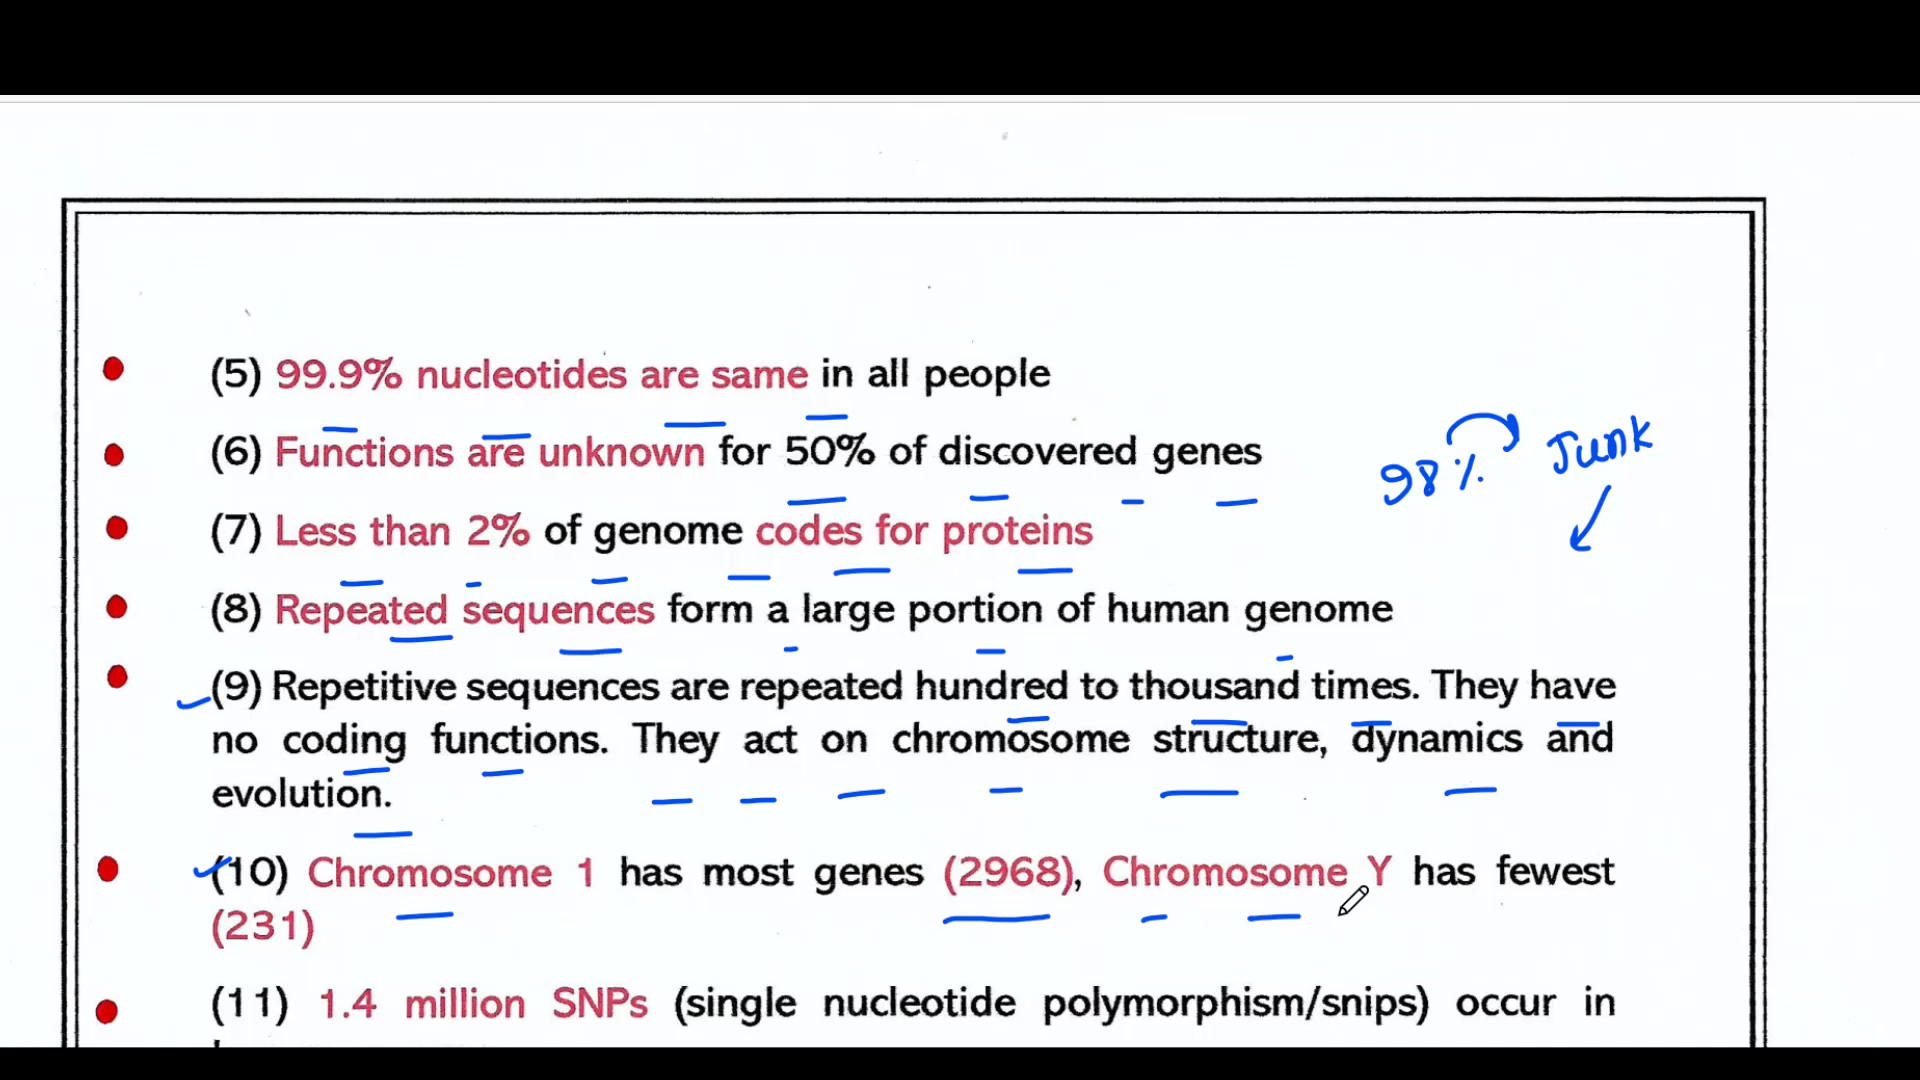 (5) 99.9% nucleotides are same in all people
(6) Functions are unknown for 50% of discovered genes
98% Junk
(7) Less than 2% of genome codes for proteins
(8) Repeated sequences form a large portion of human genome
(9) Repetitive sequences are repeated hundred to thousand times. They have
no coding functions. They act on chromosome structure, dynamics and
evolution.
(10) Chromosome 1 has most genes (2968), Chromosome Y has fewest
(231)
(11) 1.4 million SNPs (single nucleotide polymorphism/snips) occur in